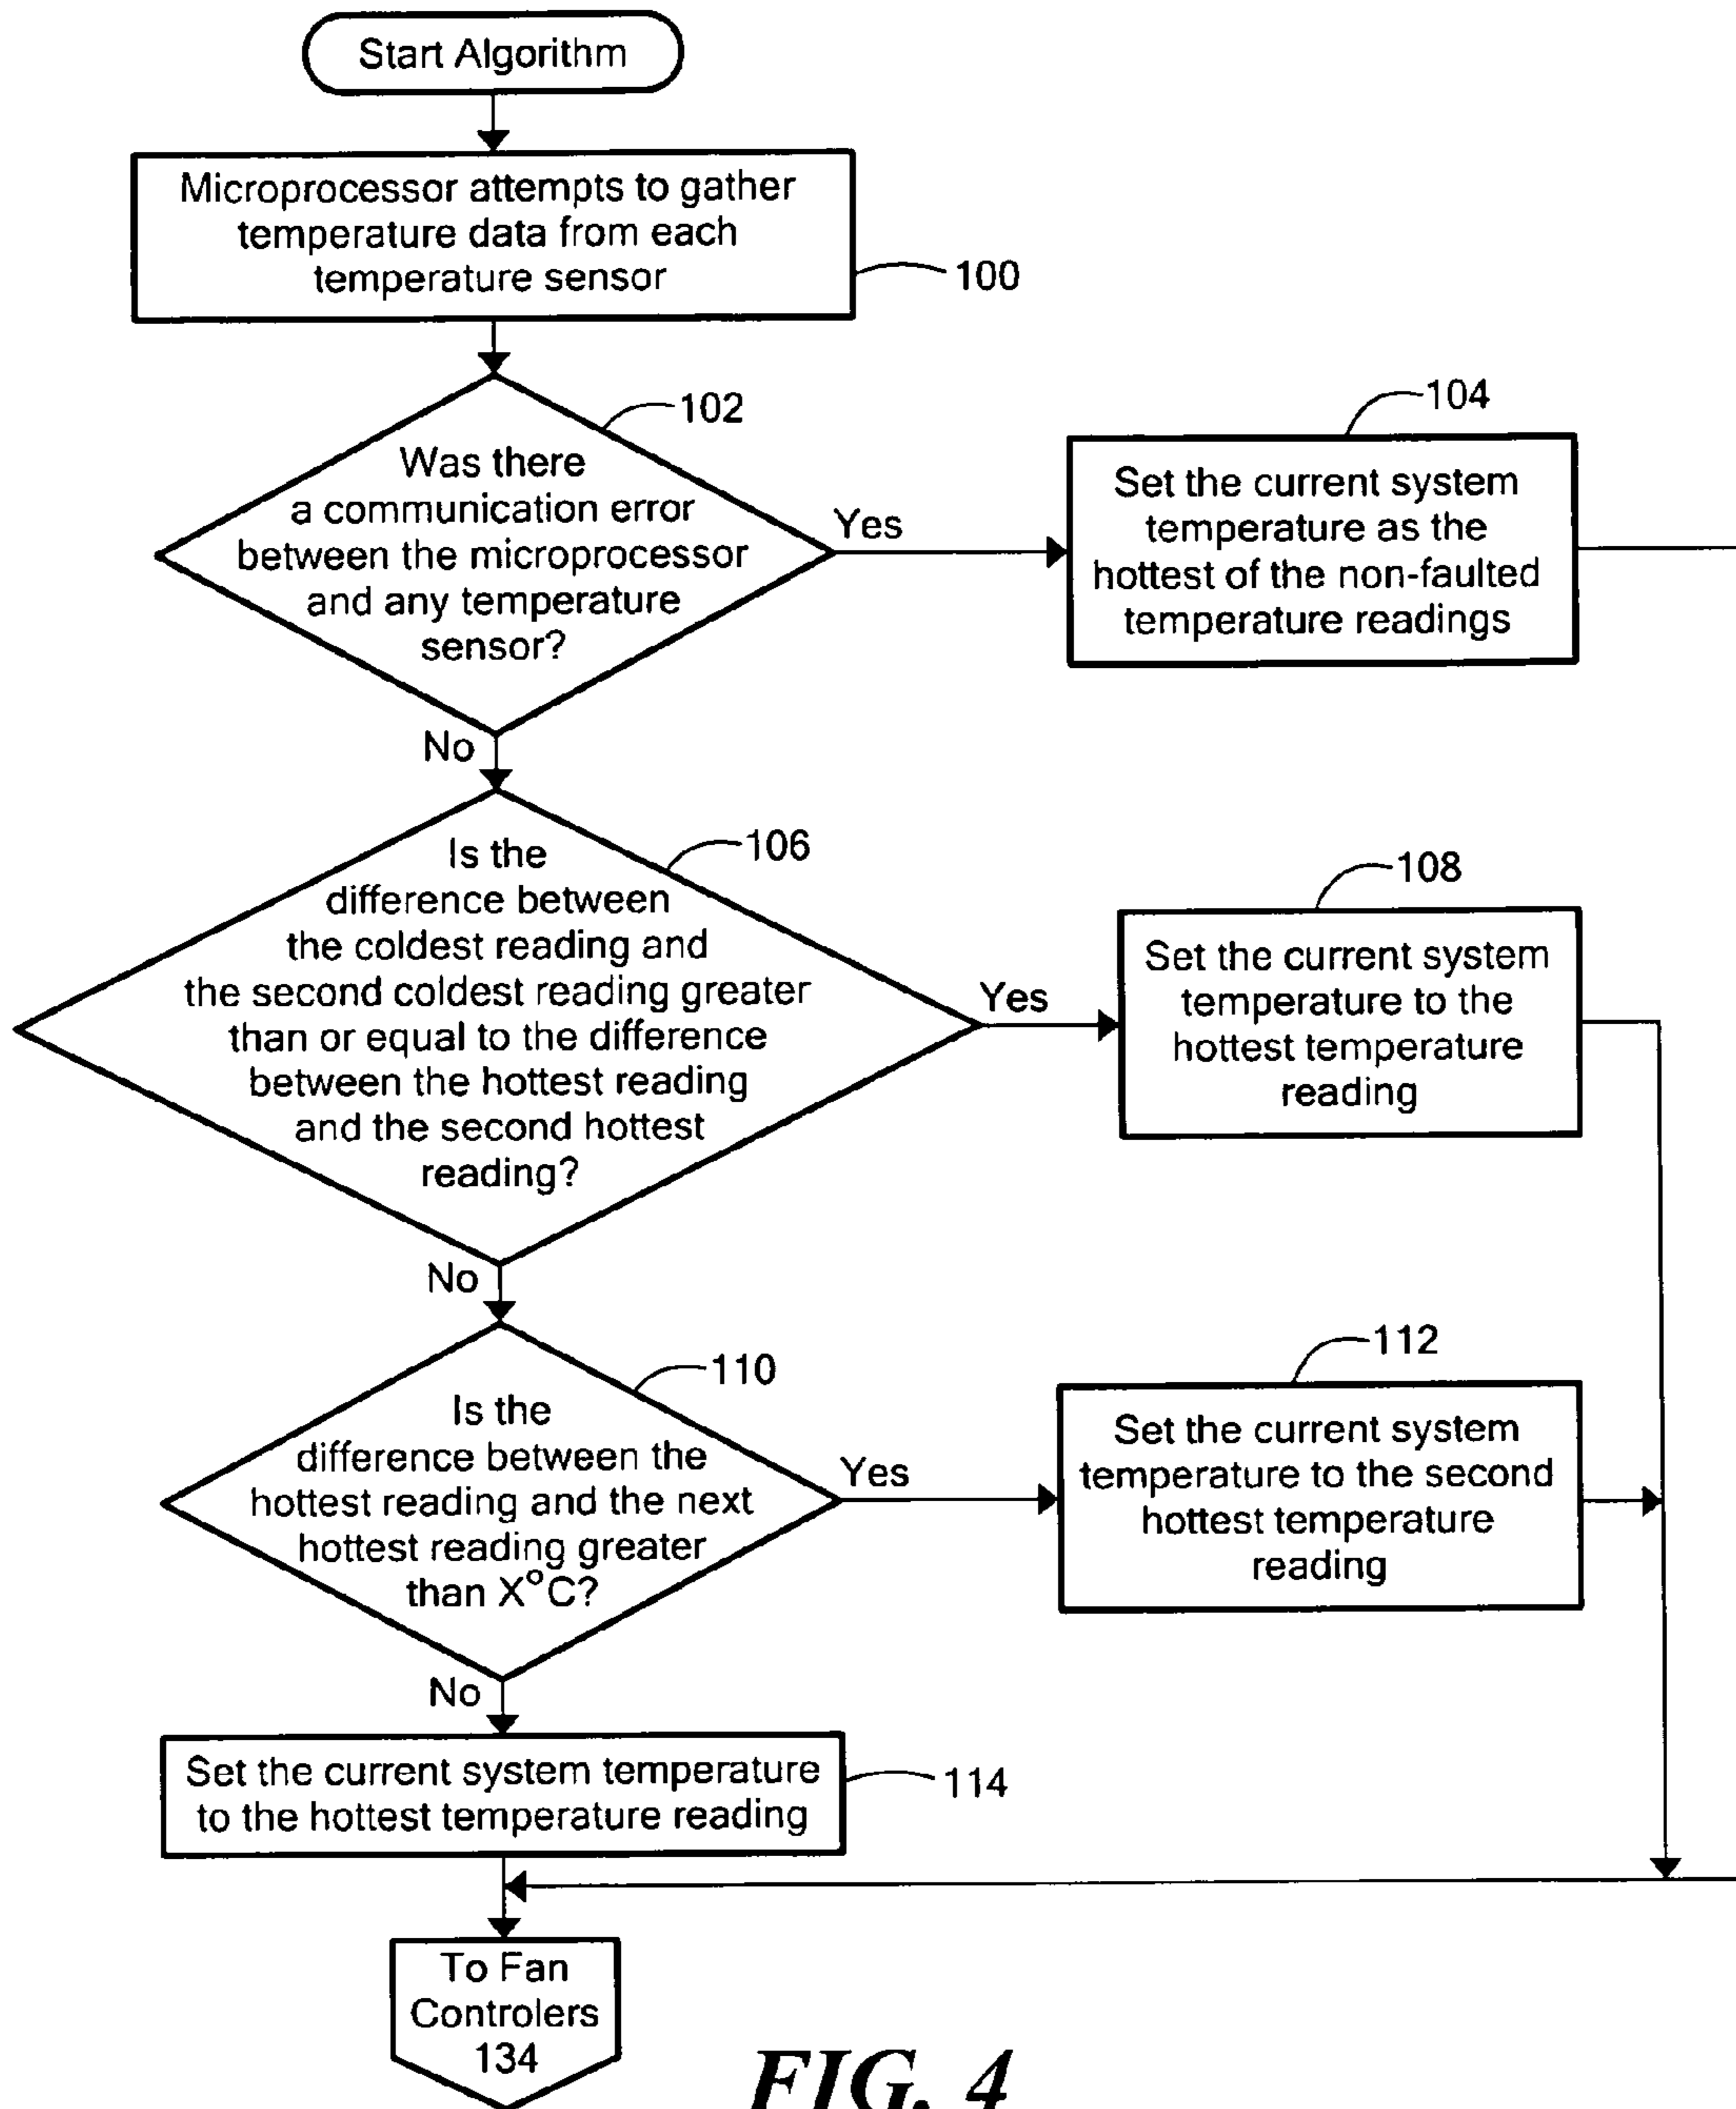 Start Algorithm
Microprocessor attempts to gather
temperature data from each
temperature sensor
100
102
Was there
a communication error
between the microprocessor
and any temperature
sensor?
Yes
104
Set the current system
temperature as the
hottest of the non-faulted
temperature readings
No
106
Is the
difference between
the coldest reading and
the second coldest reading greater
than or equal to the difference
between the hottest reading
and the second hottest
reading?
Yes
108
Set the current system
temperature to the
hottest temperature
reading
No
110
Is the
difference between the
hottest reading and the next
hottest reading greater
than X°C?
Yes
112
Set the current system
temperature to the second
hottest temperature
reading
No
Set the current system temperature
to the hottest temperature reading
114
To Fan
Controlers
134
FIG. 4